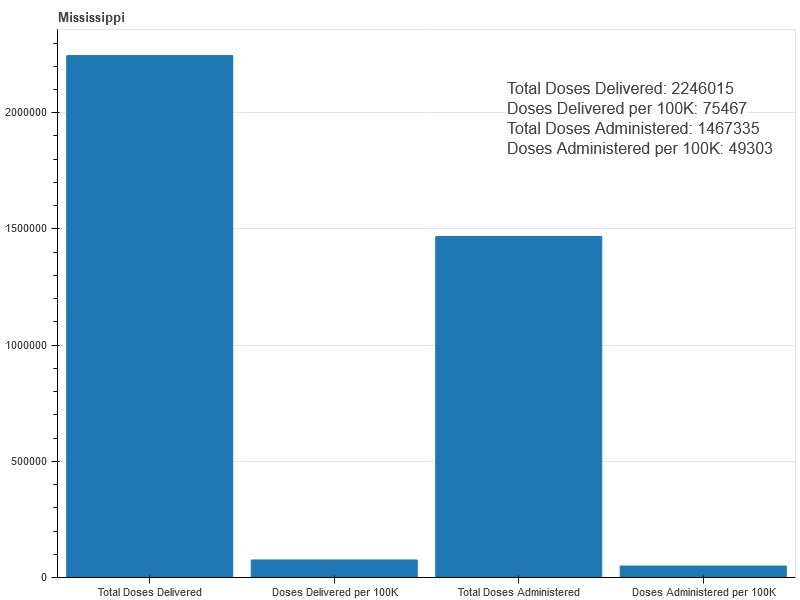 Mississippi
Total Doses Delivered: 2246015
Doses Delivered per 100K: 75467
Total Doses Administered: 1467335
Doses Administered per 100K: 49303
2000000
1500000
1000000
500000
0
Total Doses Delivered
Doses Delivered per 100K
Total Doses Administered
Doses Administered per 100K